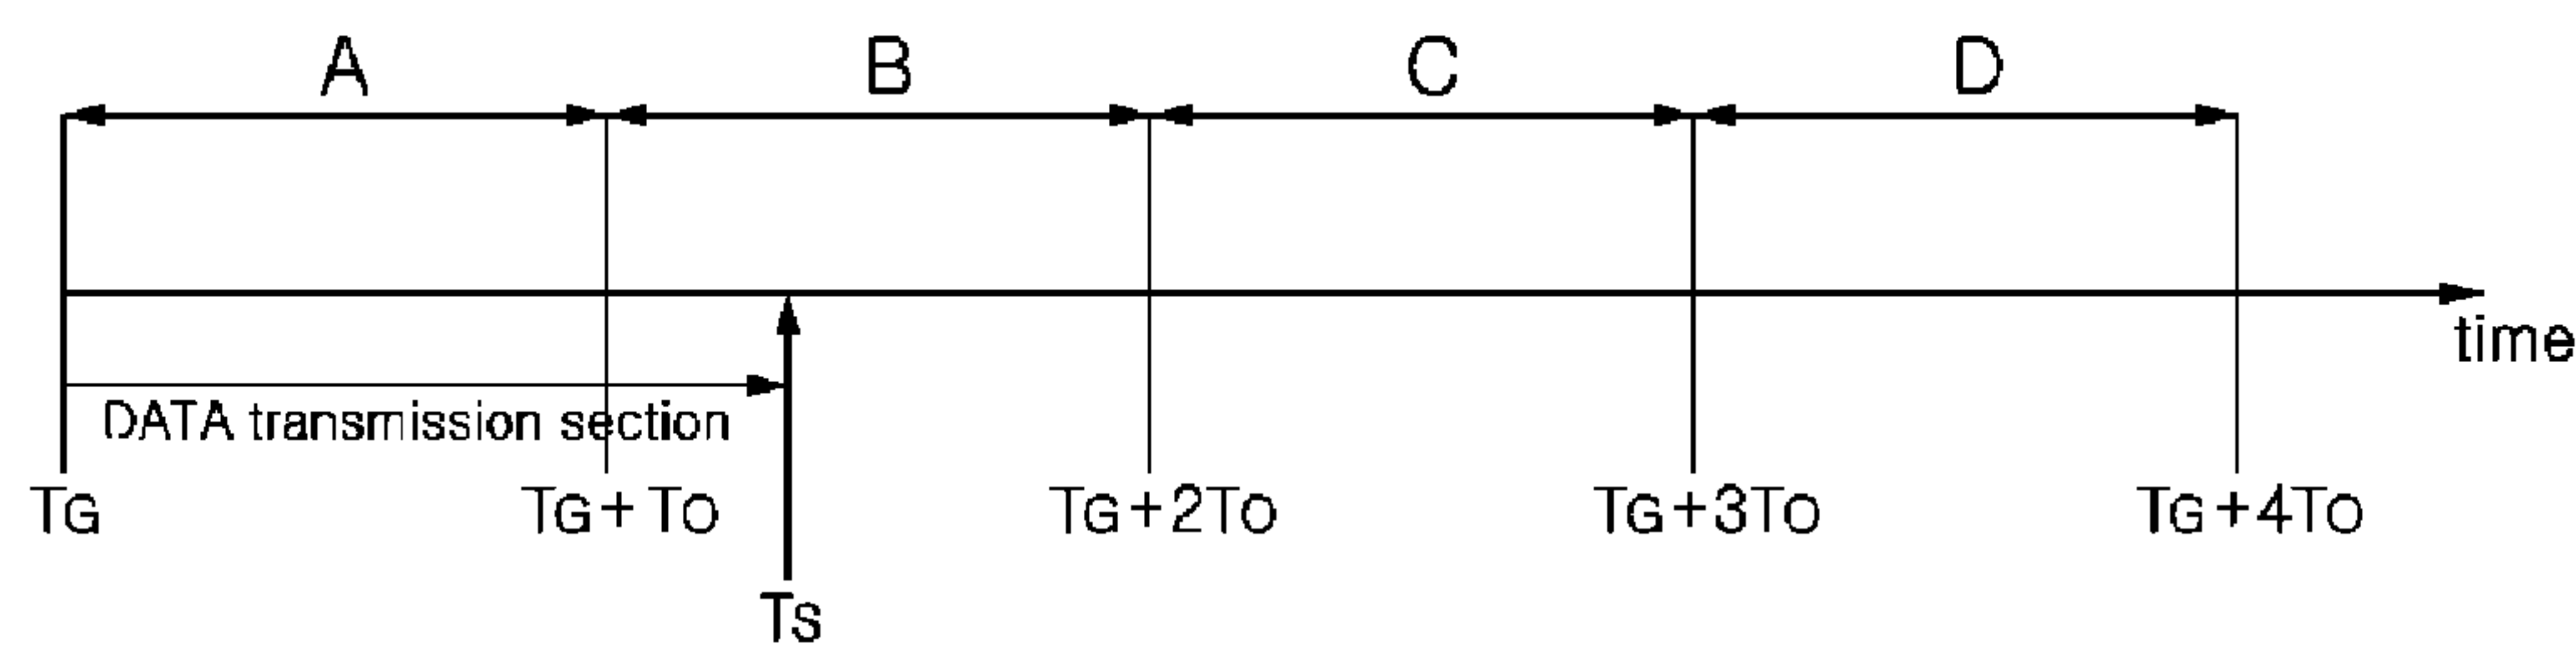 A B C D
time
DATA transmission section
TG TG+TO TG+2TO TG+3TO TG+4TO
TS